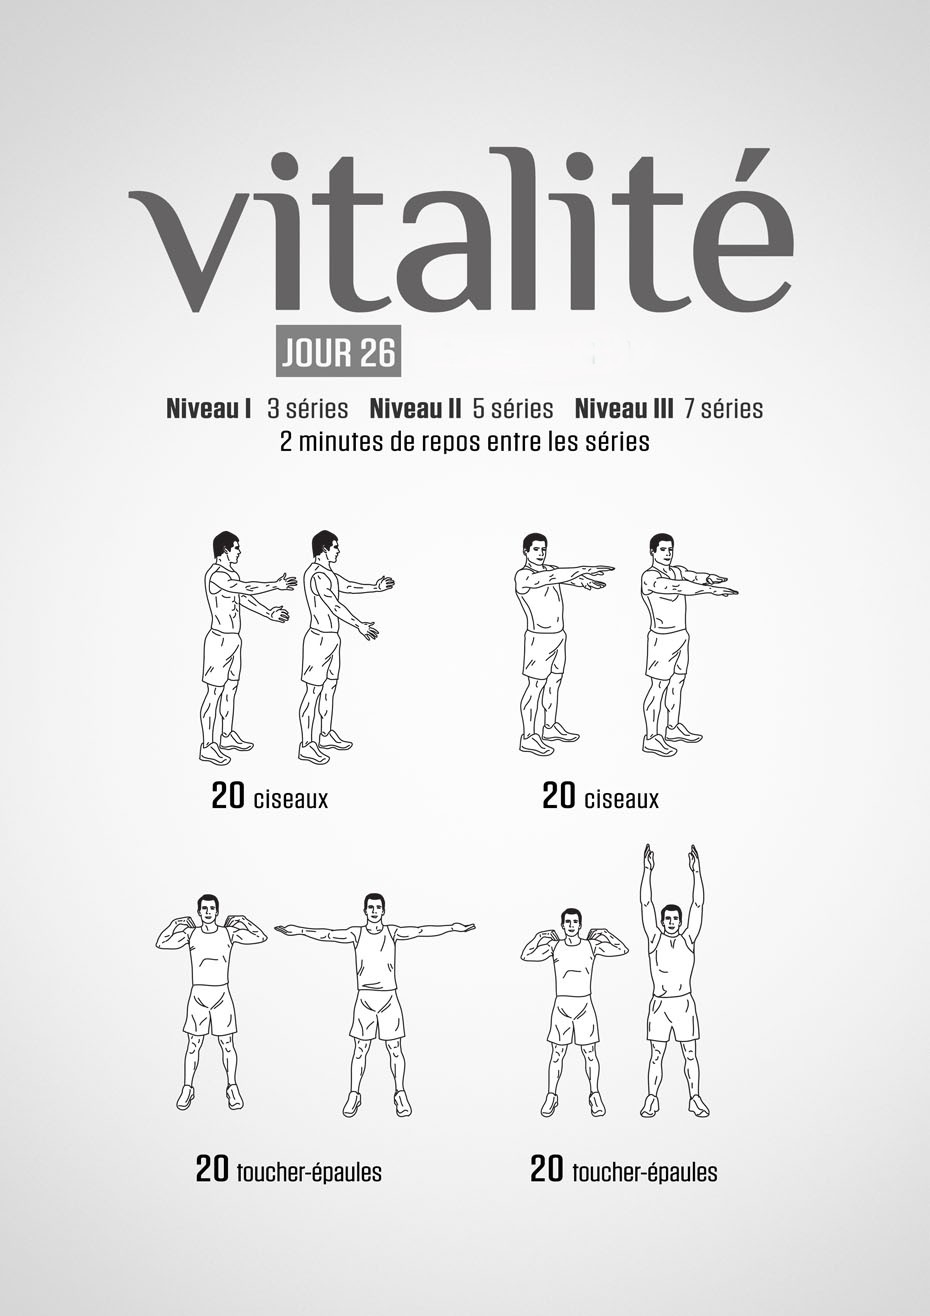 vitalité
JOUR 26
Niveau I 3 séries Niveau II 5 séries Niveau III 7 séries
2 minutes de repos entre les séries
20 ciseaux
20 ciseaux
20 toucher-épaules
20 toucher-épaules